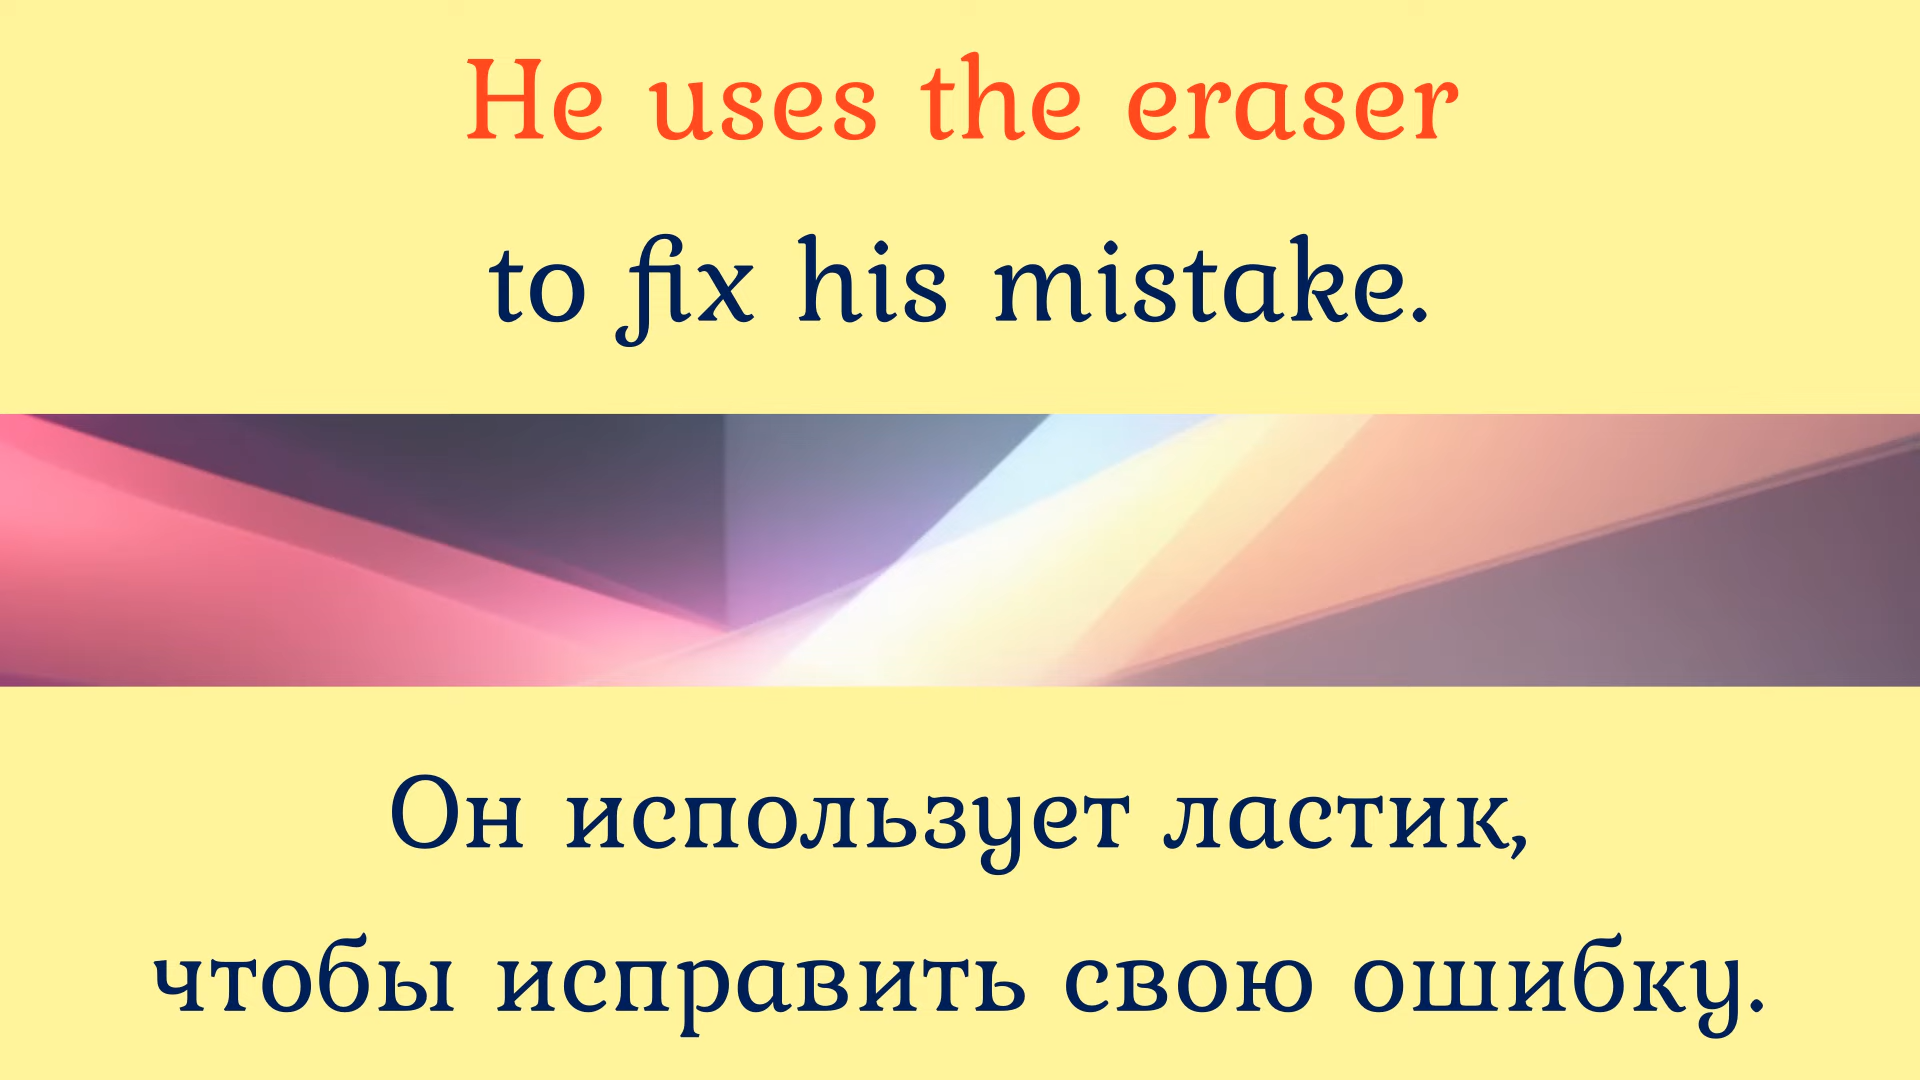 He uses the eraser
to fix his mistake.
Он использует ластик,
чтобы исправить свою ошибку.